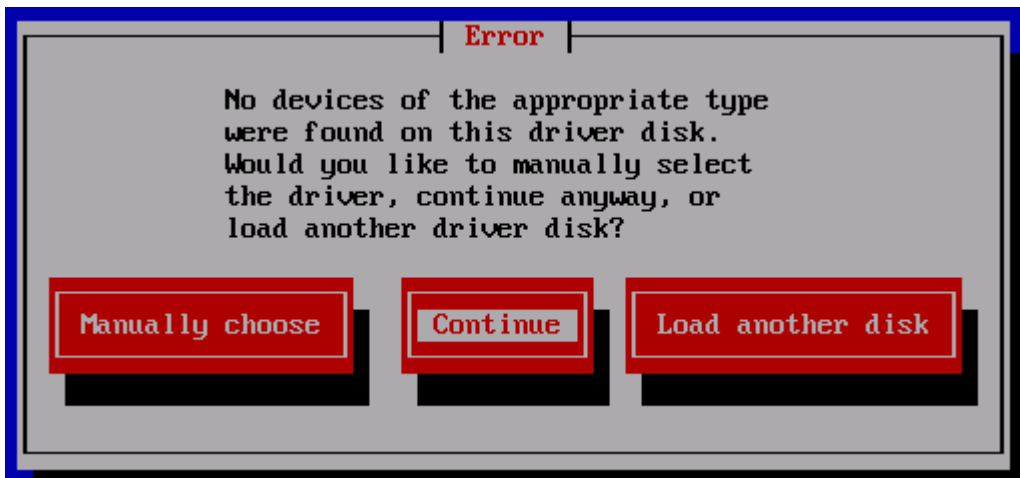 Error
No devices of the appropriate type
were found on this driver disk.
Would you like to manually select
the driver, continue anyway, or
load another driver disk?
Manually choose
Continue
Load another disk